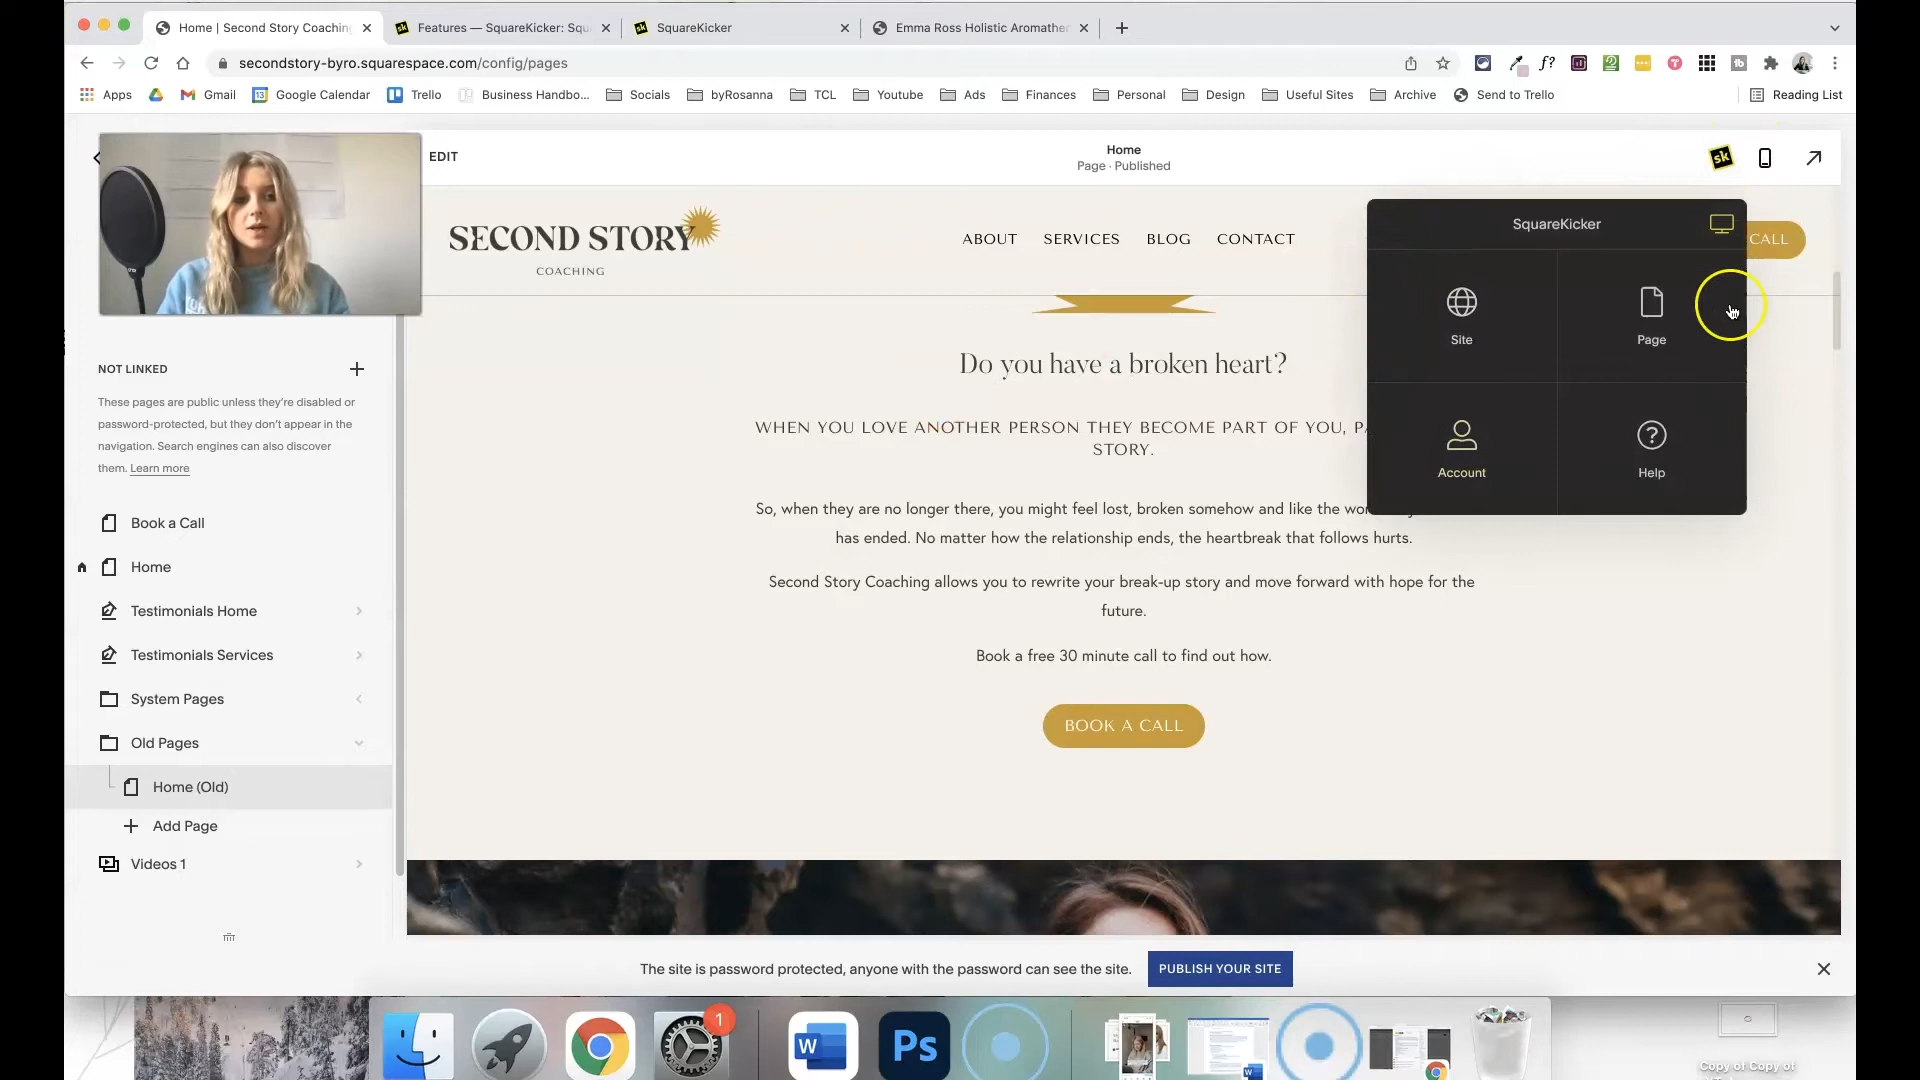 Home | Second Story Coaching
Features — SquareKicker: Squ
SquareKicker
Emma Ross Holistic Aromather
secondstory-byro.squarespace.com/config/pages
Apps
Gmail
Google Calendar
Trello
Business Handbo...
Socials
byRosanna
TCL
Youtube
Ads
Finances
Personal
Design
Useful Sites
Archive
Send to Trello
Reading List
EDIT
Home
Page · Published
sk
SECOND STORY
COACHING
ABOUT
SERVICES
BLOG
CONTACT
CALL
SquareKicker
Site
Page
Account
Help
NOT LINKED
These pages are public unless they're disabled or
password-protected, but they don't appear in the
navigation. Search engines can also discover
them. Learn more
Book a Call
Home
Testimonials Home
Testimonials Services
System Pages
Old Pages
Home (Old)
Add Page
Videos 1
Do you have a broken heart?
WHEN YOU LOVE ANOTHER PERSON THEY BECOME PART OF YOU,
STORY.
So, when they are no longer there, you might feel lost, broken somehow and like the
has ended. No matter how the relationship ends, the heartbreak that follows hurts.
Second Story Coaching allows you to rewrite your break-up story and move forward with hope for the
future.
Book a free 30 minute call to find out how.
BOOK A CALL
The site is password protected, anyone with the password can see the site.
PUBLISH YOUR SITE
1
W
Ps
Copy of Copy of